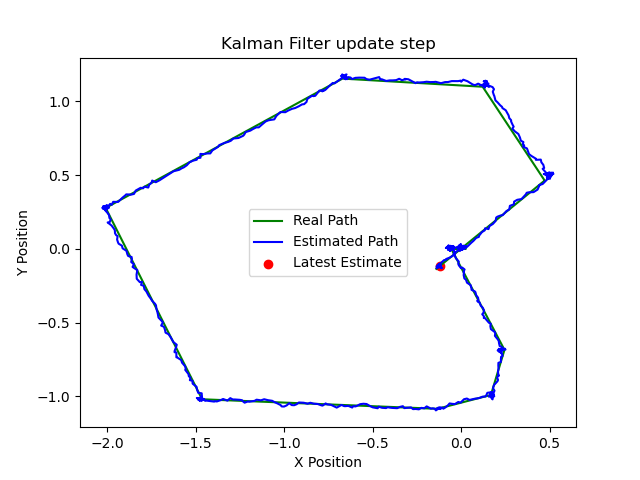 Kalman Filter update step
1.0
0.5
0.0
−0.5
−1.0
Y Position
Real Path
Estimated Path
Latest Estimate
−2.0 −1.5 −1.0 −0.5 0.0 0.5
X Position